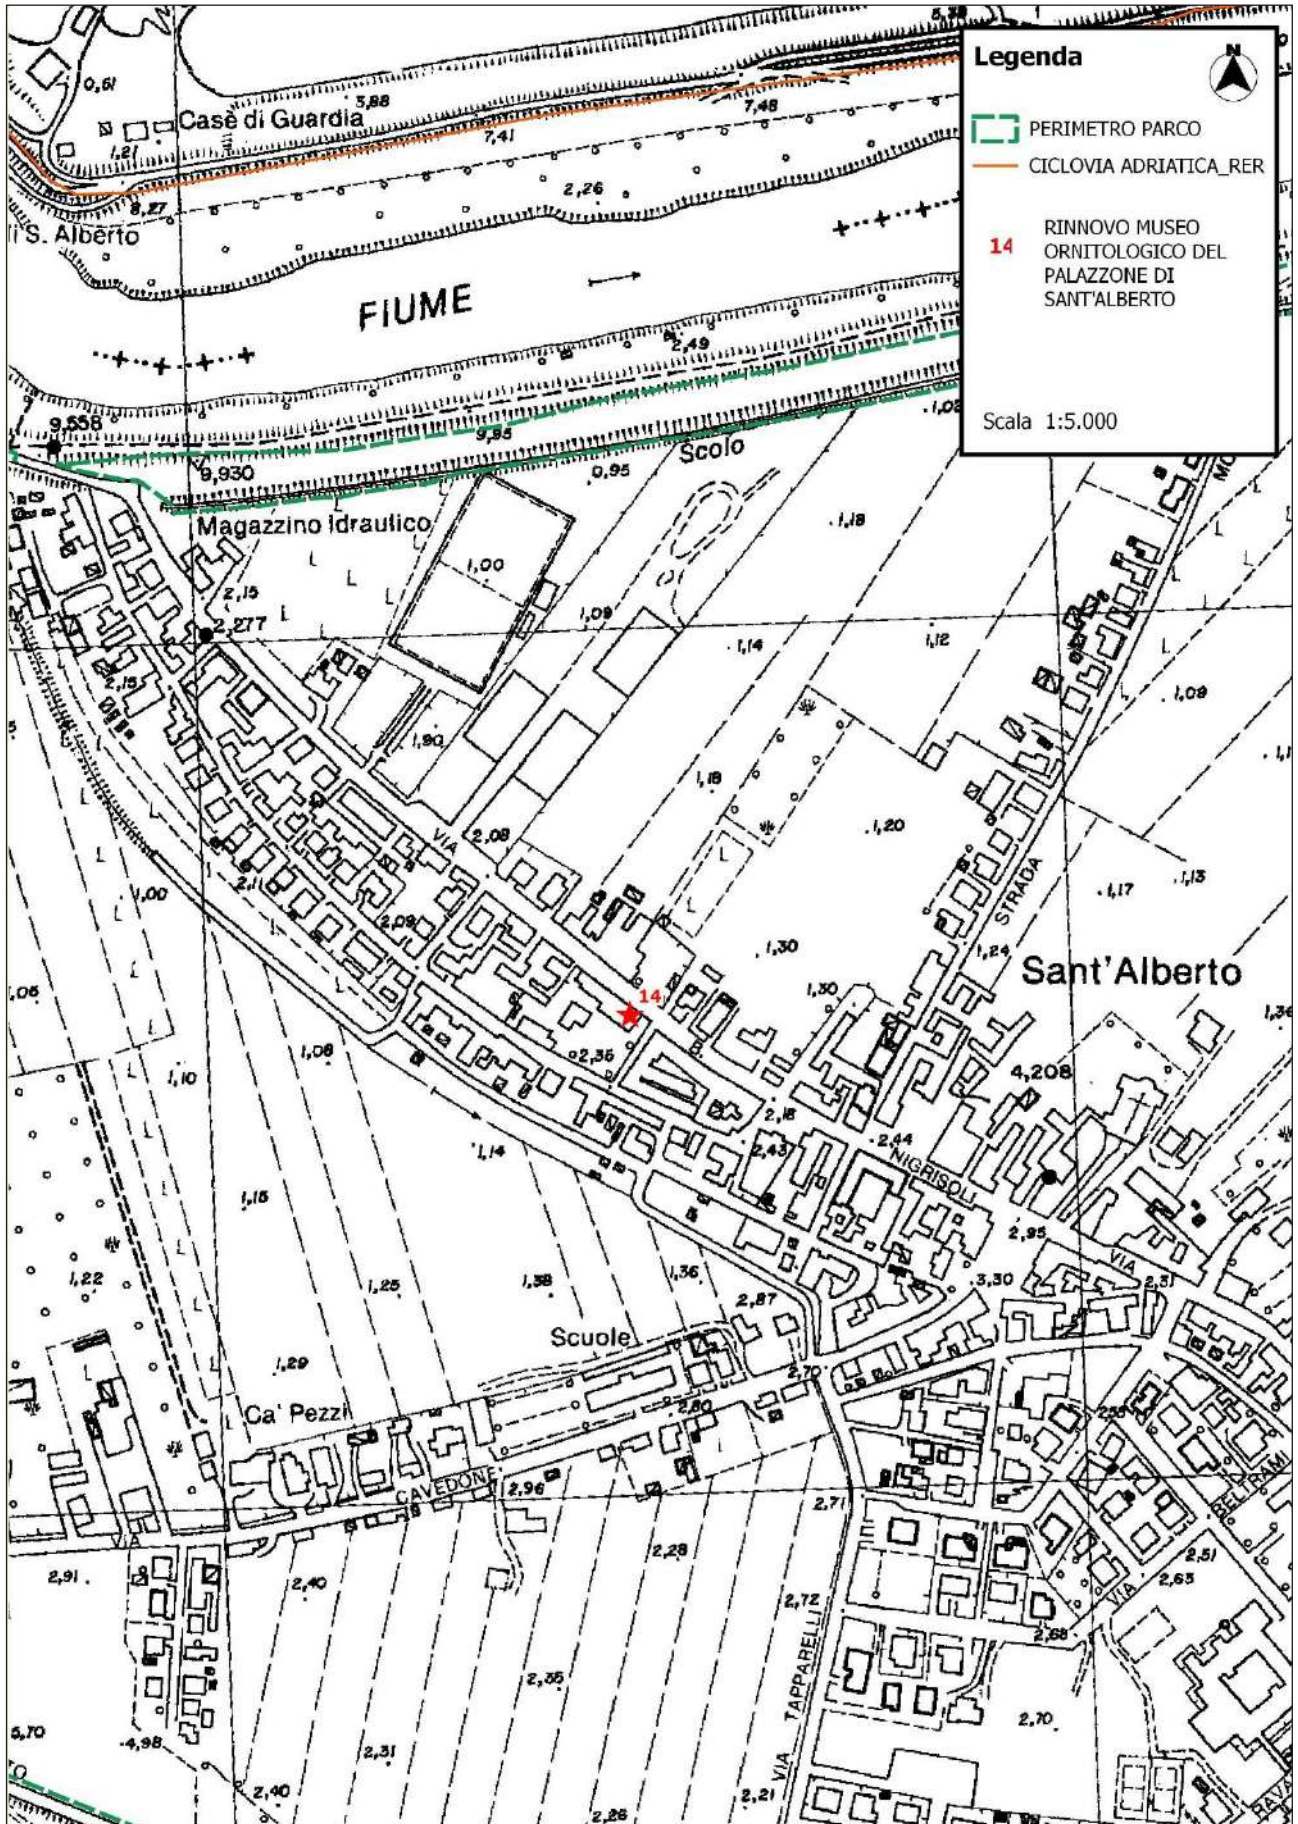 5,38
Legenda
N
PERIMETRO PARCO
CICLOVIA ADRIATICA_RER
14
RINNOVO MUSEO
ORNITOLOGICO DEL
PALAZZONE DI
SANT'ALBERTO
Scala 1:5.000
0,61
3,88
7,48
Case di Guardia
7,41
1,21
2,26
8,27
S. Alberto
FIUME
2,49
9,558
9,95
Scolo
9,930
0,95
Magazzino Idraulico
1,18
1,00
2,15
1,09
2,277
1,14
1,12
2,15
1,09
1,90
1,18
1,20
VIA
2,08
STRADA
1,17
1,13
2,11
1,00
2,09
1,30
1,24
Sant'Alberto
1,30
14
1,08
2,35
4,208
1,10
2,18
1,14
2,43
2,44
NIGRISOLI
1,15
2,95
VIA
1,22
1,25
1,38
1,36
3,30
2,31
2,87
Scuole
1,29
2,70
Ca' Pezzi
2,80
CAVEDONE
2,96
2,71
BELTRAMI
VIA
2,91
2,40
2,28
2,51
2,63
VIA
2,72
2,68
TAPPARELLI
2,35
5,70
4,98
2,70
2,31
VIA
2,40
2,21
2,26